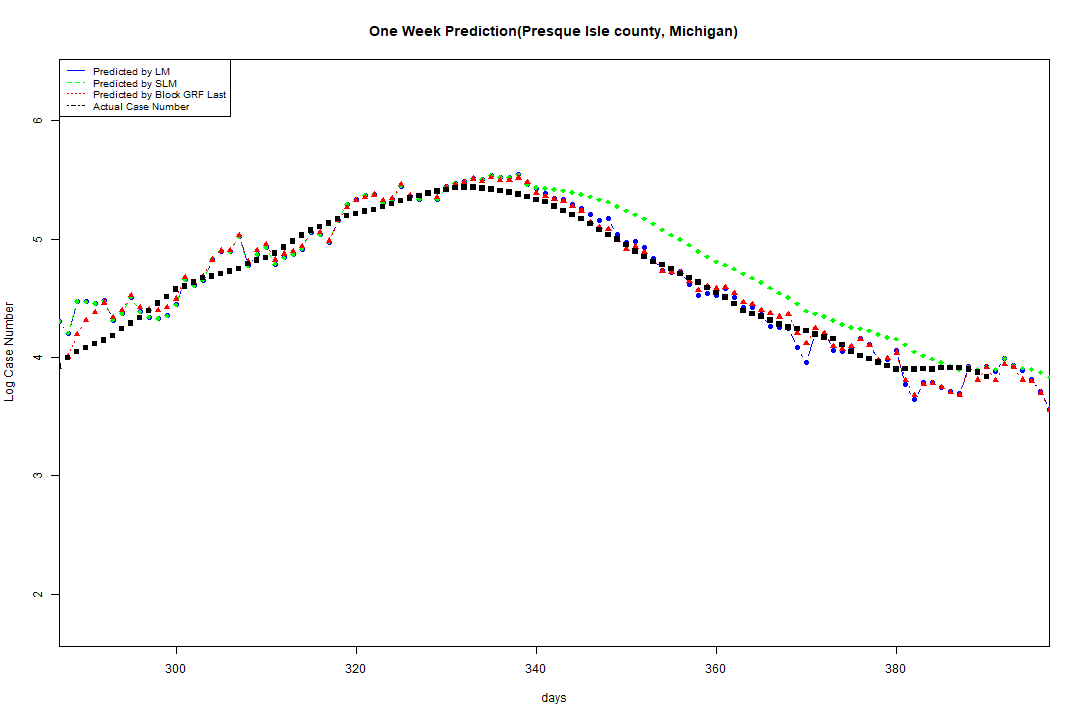 One Week Prediction(Presque Isle county, Michigan)
Predicted by LM
Predicted by SLM
Predicted by Block GRF Last
Actual Case Number
6
5
4
3
2
Log Case Number
300 320 340 360 380
days